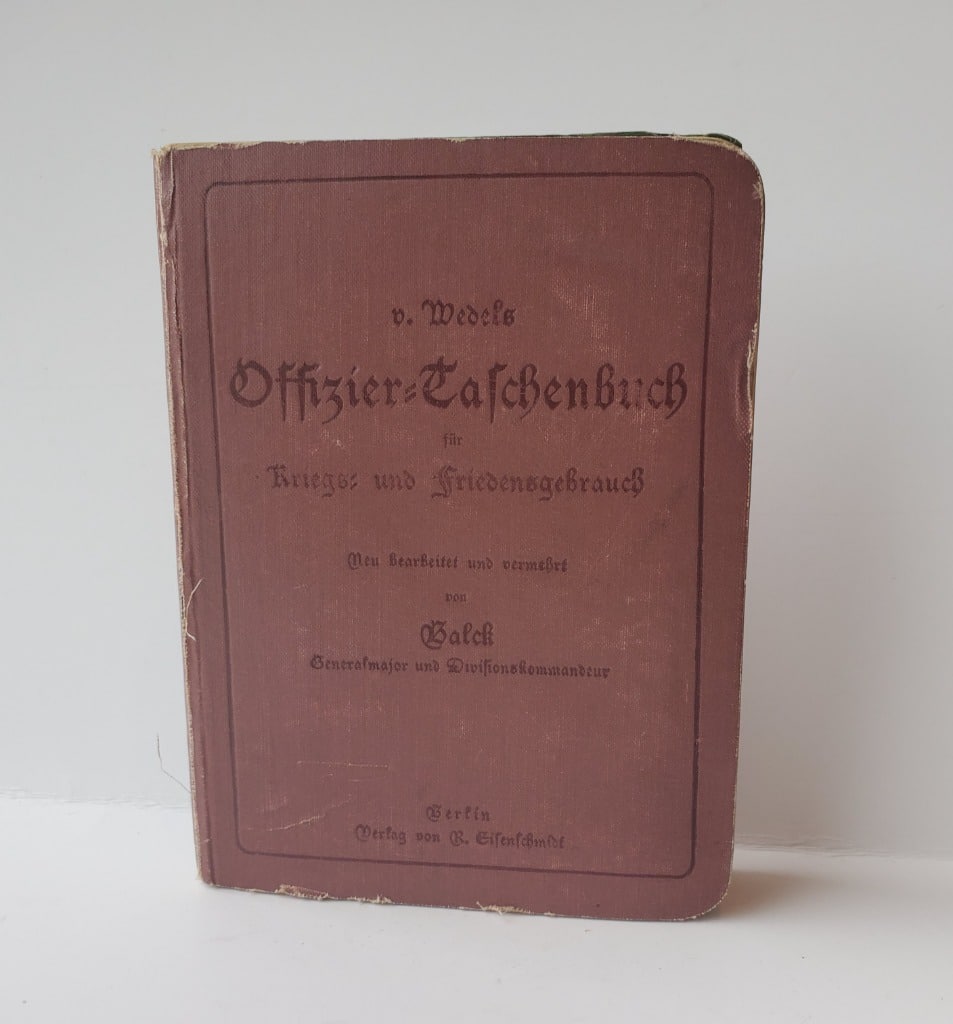 v. Wedels
Offizier-Taschenbuch
für
Kriegs- und Friedensgebrauch
Neu bearbeitet und vermehrt
von
Balck
Generalmajor und Divisionskommandeur
Berlin
Verlag von R. Eisenschmidt